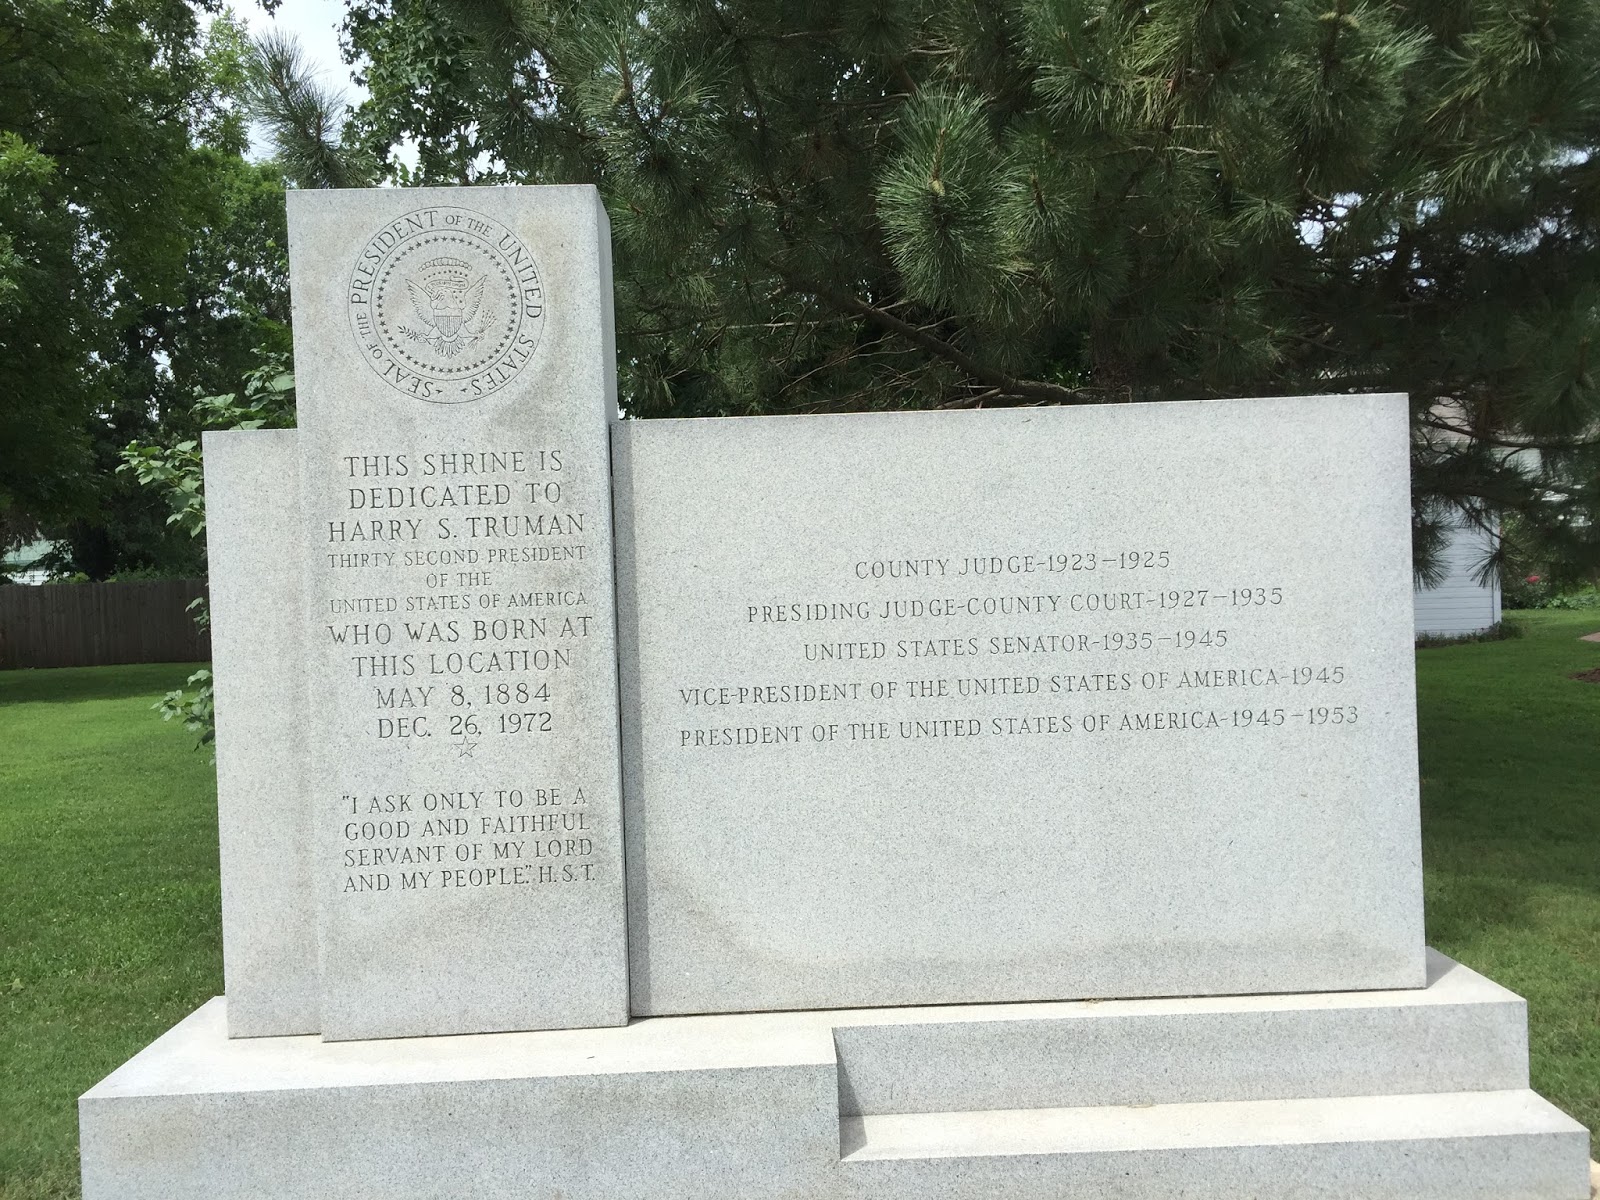 SEAL OF THE PRESIDENT OF THE UNITED STATES
THIS SHRINE IS
DEDICATED TO
HARRY S. TRUMAN
THIRTY SECOND PRESIDENT
OF THE
UNITED STATES OF AMERICA
WHO WAS BORN AT
THIS LOCATION
MAY 8, 1884
DEC. 26, 1972
"I ASK ONLY TO BE A
GOOD AND FAITHFUL
SERVANT OF MY LORD
AND MY PEOPLE." H.S.T.
COUNTY JUDGE-1923-1925
PRESIDING JUDGE-COUNTY COURT-1927-1935
UNITED STATES SENATOR-1935-1945
VICE-PRESIDENT OF THE UNITED STATES OF AMERICA-1945
PRESIDENT OF THE UNITED STATES OF AMERICA-1945-1953